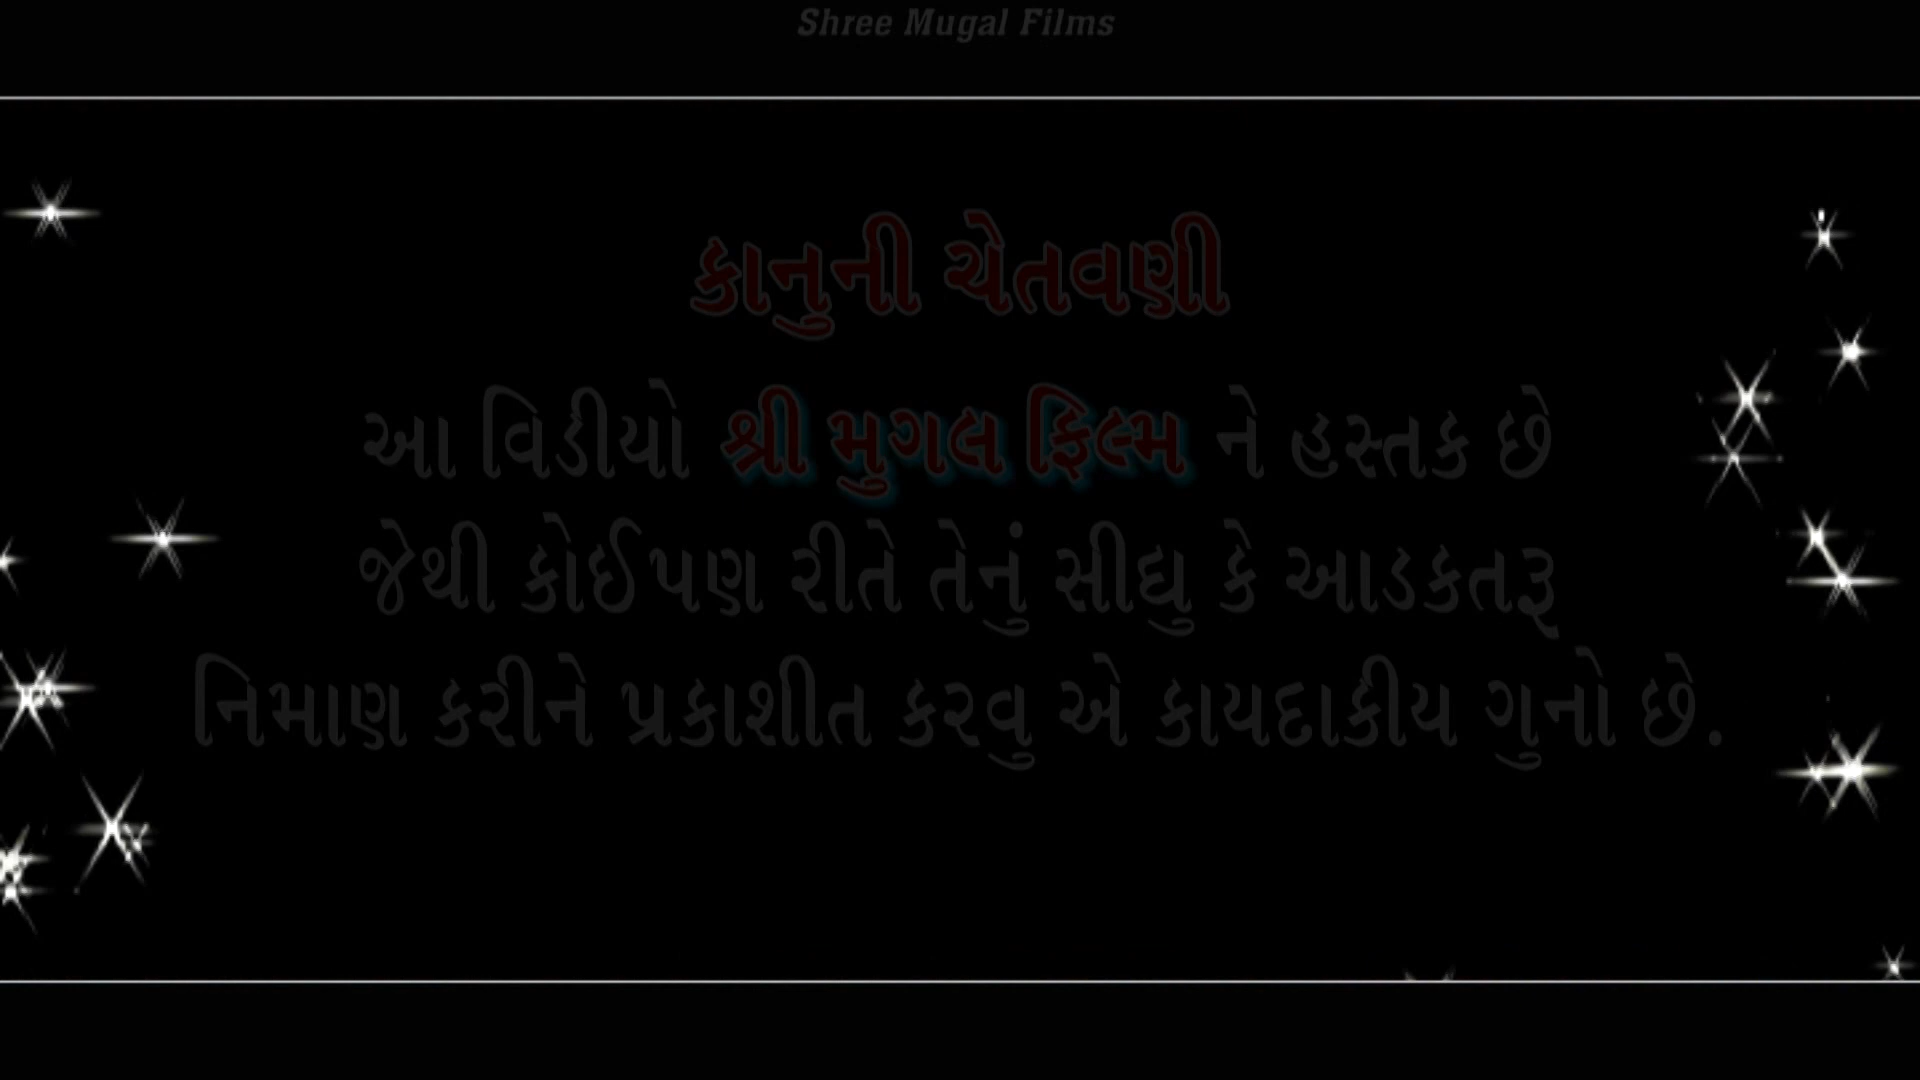 Shree Mugal Films
કાનુની ચેતવણી
આ વિડીયો શ્રી મુગલ ફિલ્મ ને હસ્તક છે
જેથી કોઈપણ રીતે તેનું સીધુ કે આડકતરૂ
નિમાણ કરીને પ્રકાશીત કરવુ એ કાયદાકીય ગુનો છે.